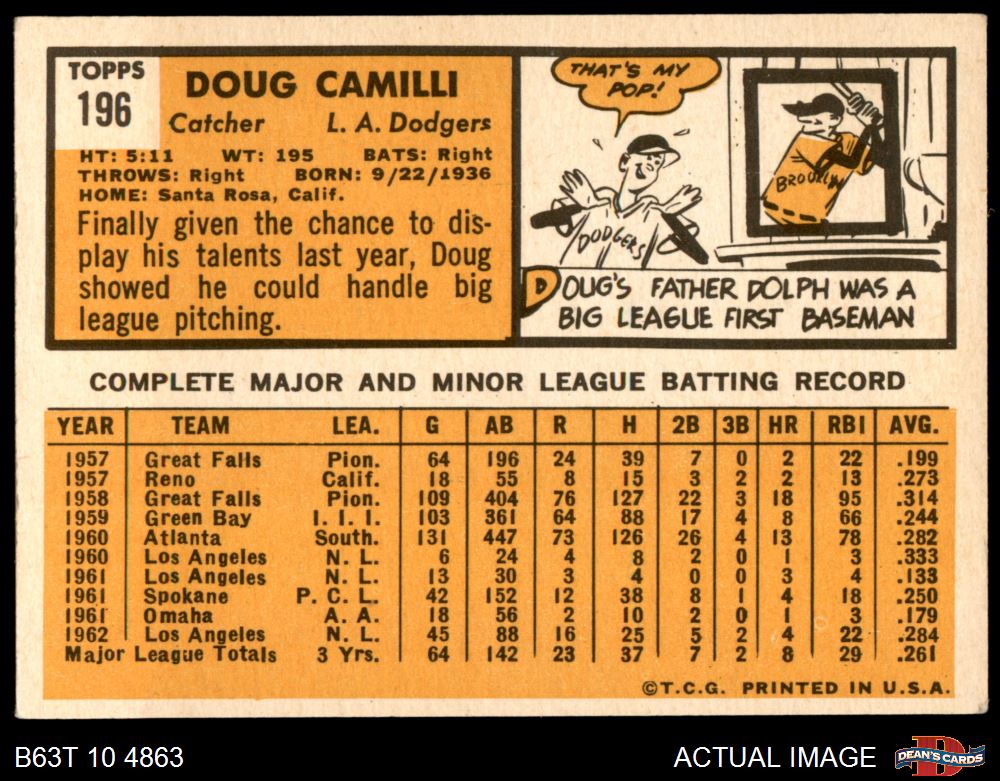 TOPPS
196
DOUG CAMILLI
Catcher L. A. Dodgers
HT: 5:11 WT: 195 BATS: Right
THROWS: Right BORN: 9/22/1936
HOME: Santa Rosa, Calif.
Finally given the chance to dis-
play his talents last year, Doug
showed he could handle big
league pitching.
THAT'S MY
POP!
BROOKLYN
DODGERS
DOUG'S FATHER DOLPH WAS A
BIG LEAGUE FIRST BASEMAN
COMPLETE MAJOR AND MINOR LEAGUE BATTING RECORD
YEAR TEAM LEA. G AB R H 2B 3B HR RBI AVG.
1957 Great Falls Pion. 64 196 24 39 7 0 2 22 .199
1957 Reno Calif. 18 55 8 15 3 2 2 13 .273
1958 Great Falls Pion. 109 404 76 127 22 3 18 95 .314
1959 Green Bay I. I. I. 103 361 64 88 17 4 8 66 .244
1960 Atlanta South. 131 447 73 126 26 4 13 78 .282
1960 Los Angeles N. L. 6 24 4 8 2 0 1 3 .333
1961 Los Angeles N. L. 13 30 3 4 0 0 3 4 .133
1961 Spokane P. C. L. 42 152 12 38 8 1 4 18 .250
1961 Omaha A. A. 18 56 2 10 2 0 1 3 .179
1962 Los Angeles N. L. 45 88 16 25 5 2 4 22 .284
Major League Totals 3 Yrs. 64 142 23 37 7 2 8 29 .261
©T.C.G. PRINTED IN U.S.A.
B63T 10 4863 ACTUAL IMAGE
D
DEAN'S CARDS